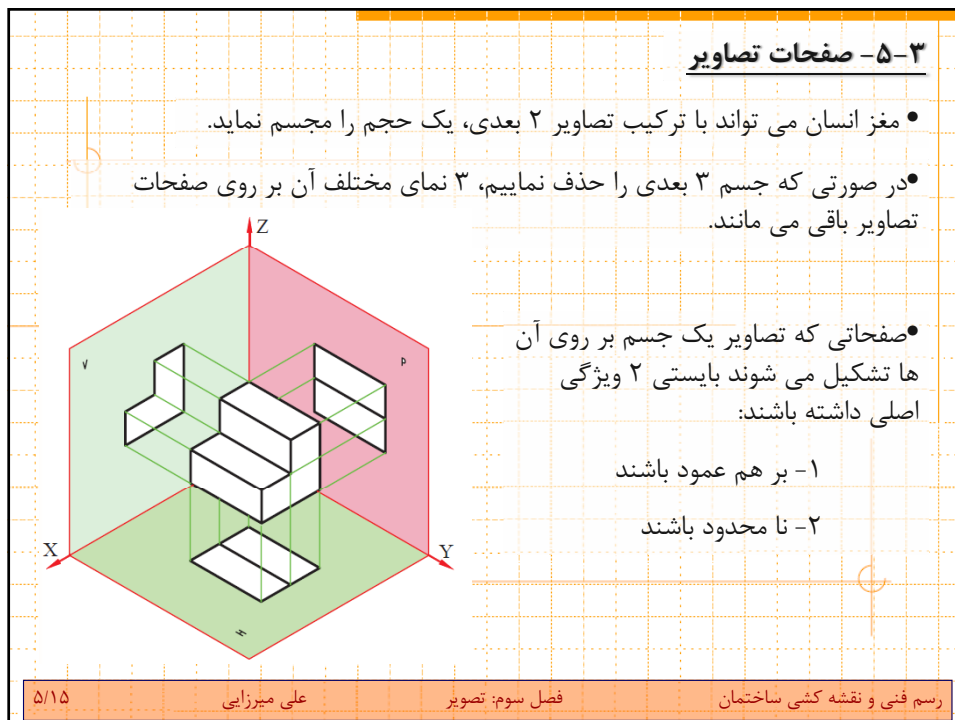 ۳-۵- صفحات تصاویر
• مغز انسان می تواند با ترکیب تصاویر ۲ بعدی، یک حجم را مجسم نماید.
•در صورتی که جسم ۳ بعدی را حذف نماییم، ۳ نمای مختلف آن بر روی صفحات
تصاویر باقی می مانند.
•صفحاتی که تصاویر یک جسم بر روی آن
ها تشکیل می شوند بایستی ۲ ویژگی
اصلی داشته باشند:
۱- بر هم عمود باشند
۲- نا محدود باشند
Z
V
P
X
Y
H
رسم فنی و نقشه کشی ساختمان
فصل سوم: تصویر
علی میرزایی
۵/۱۵